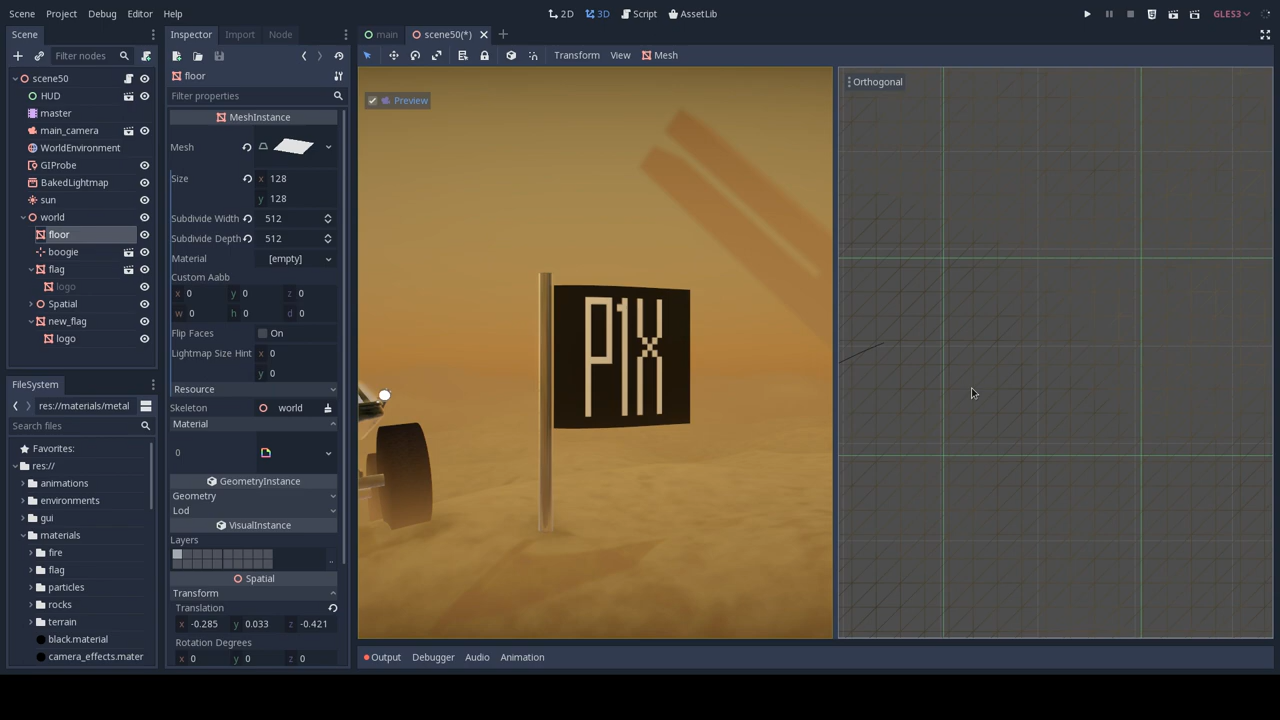 Scene Project Debug Editor Help
2D 3D Script AssetLib
GLES3
Scene
Filter nodes
scene50
HUD
master
main_camera
WorldEnvironment
GIProbe
BakedLightmap
sun
world
floor
boogie
flag
logo
Spatial
new_flag
logo
FileSystem
res://materials/metal
Search files
Favorites:
res://
animations
environments
gui
materials
fire
flag
particles
rocks
terrain
black.material
camera_effects.mater
Inspector Import Node
floor
Filter properties
MeshInstance
Mesh
Size x 128
y 128
Subdivide Width 512
Subdivide Depth 512
Material [empty]
Custom Aabb
x 0 y 0 z 0
w 0 h 0 d 0
Flip Faces On
Lightmap Size Hint x 0
y 0
Resource
Skeleton world
Material
0
GeometryInstance
Geometry
Lod
VisualInstance
Layers
..
Spatial
Transform
Translation
x -0.285 y 0.033 z -0.421
Rotation Degrees
x 0 y 0 z 0
main scene50(*)
Transform View Mesh
Preview
P1X
Orthogonal
Output Debugger Audio Animation